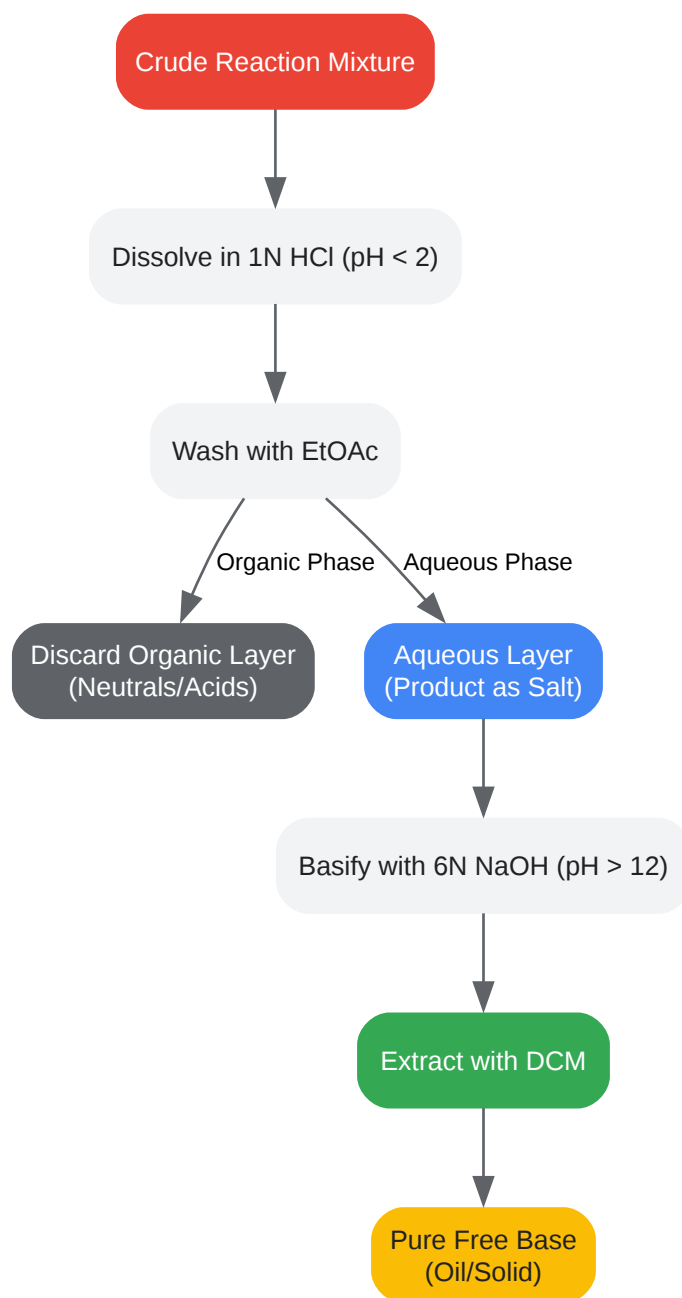 Crude Reaction Mixture
Dissolve in 1N HCl (pH < 2)
Wash with EtOAc
Organic Phase
Aqueous Phase
Discard Organic Layer
(Neutrals/Acids)
Aqueous Layer
(Product as Salt)
Basify with 6N NaOH (pH > 12)
Extract with DCM
Pure Free Base
(Oil/Solid)